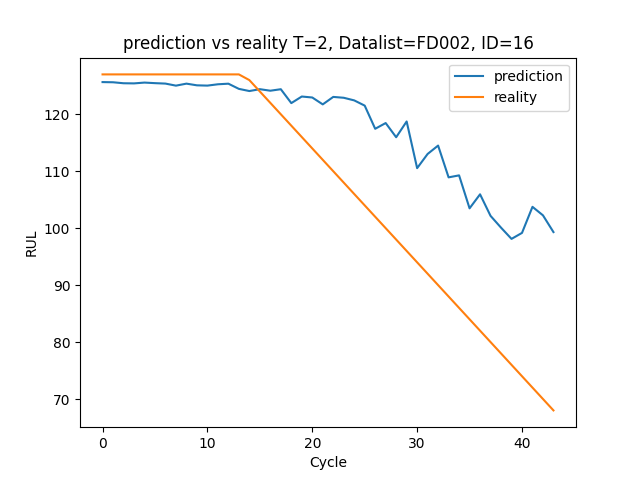 prediction vs reality T=2, Datalist=FD002, ID=16
prediction
reality
RUL
120
110
100
90
80
70
0 10 20 30 40
Cycle